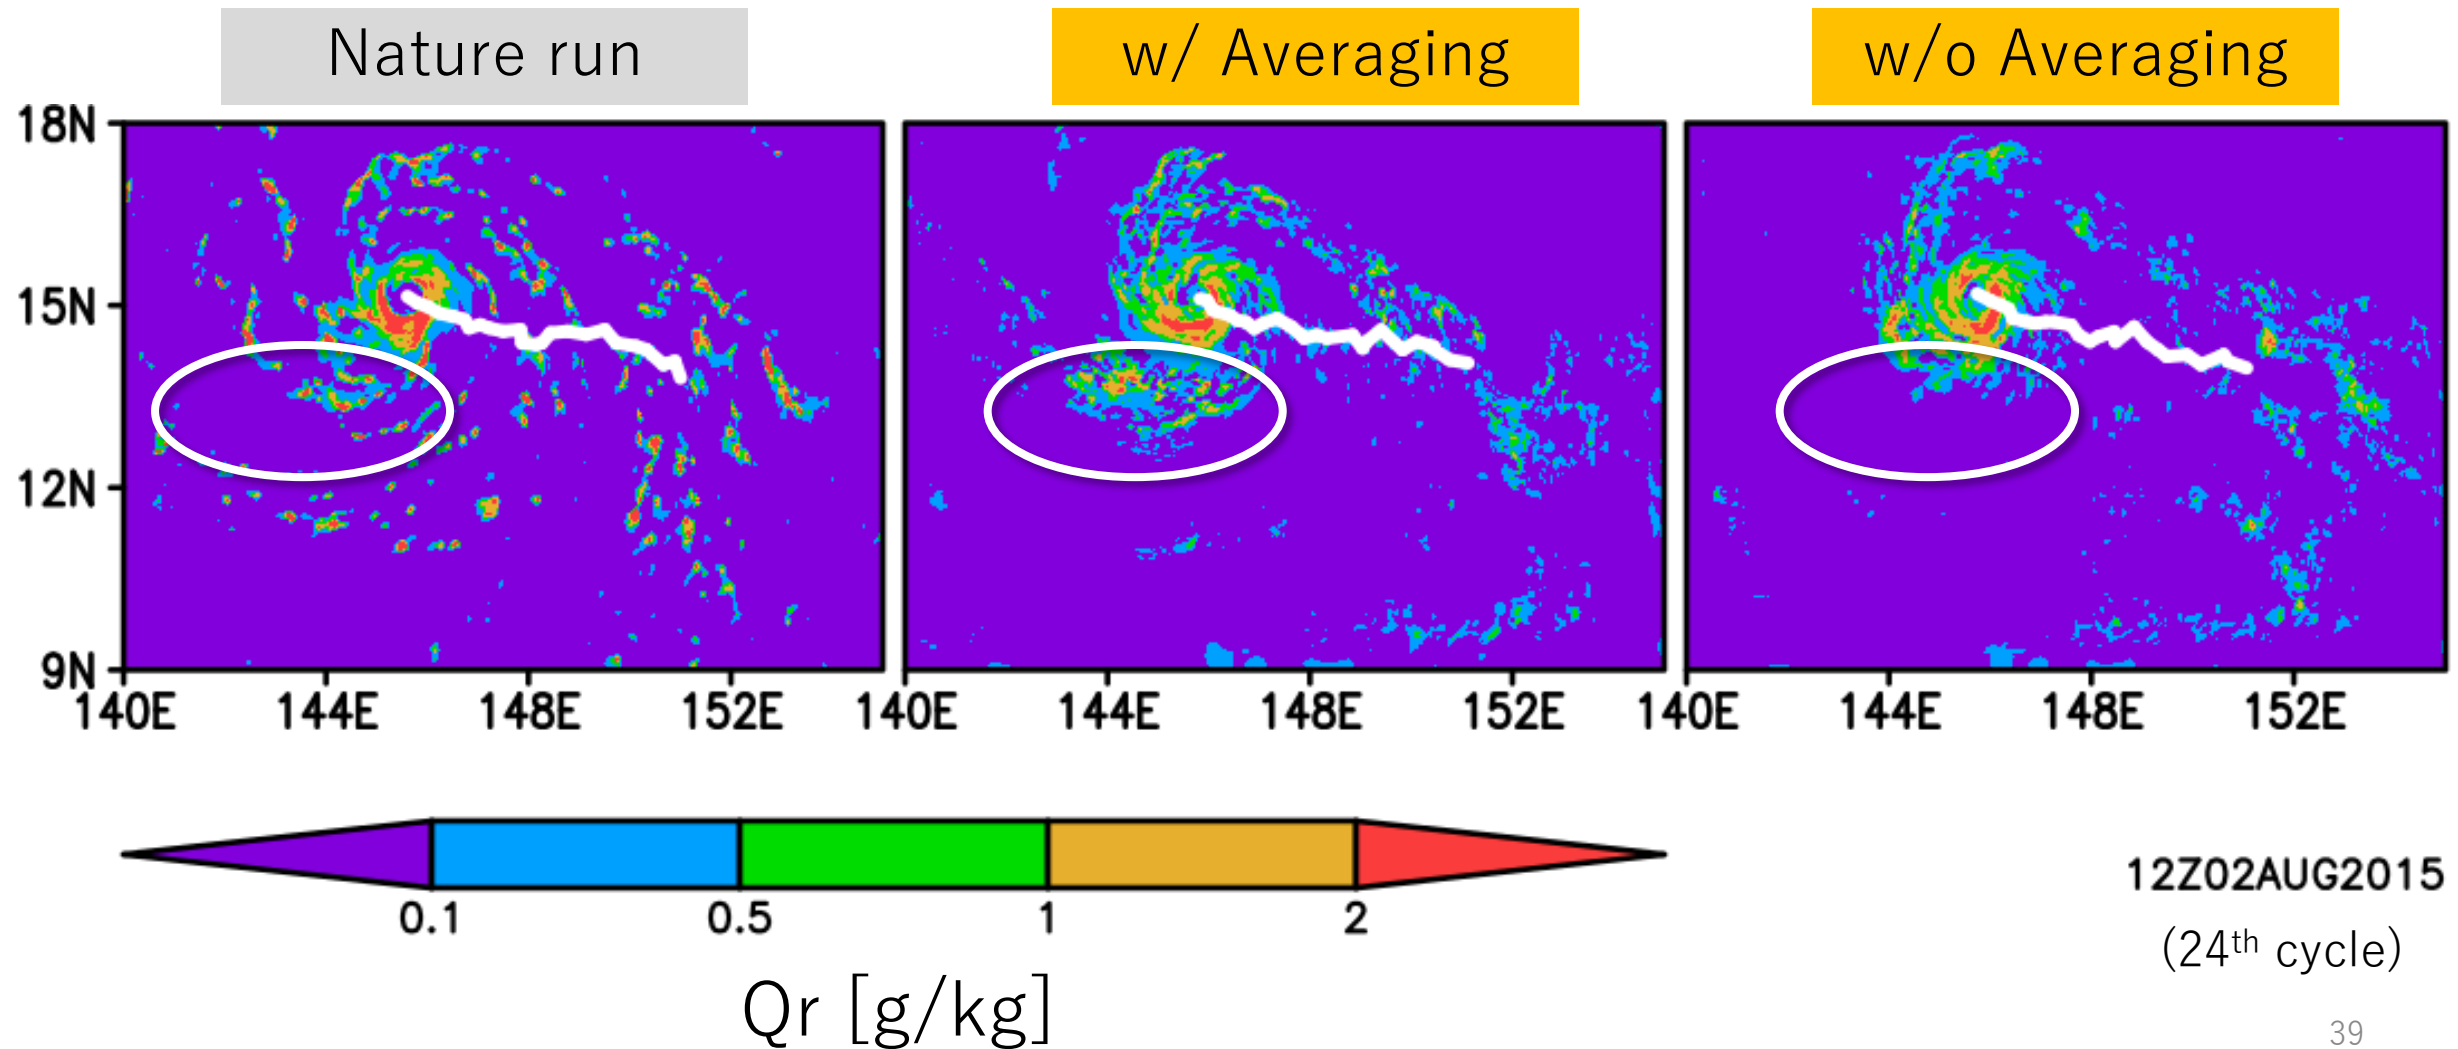 Nature run
w/ Averaging
w/o Averaging
18N
15N
12N
9N
140E 144E 148E 152E 140E 144E 148E 152E 140E 144E 148E 152E
0.1 0.5 1 2
Qr [g/kg]
12Z02AUG2015
(24th cycle)
39